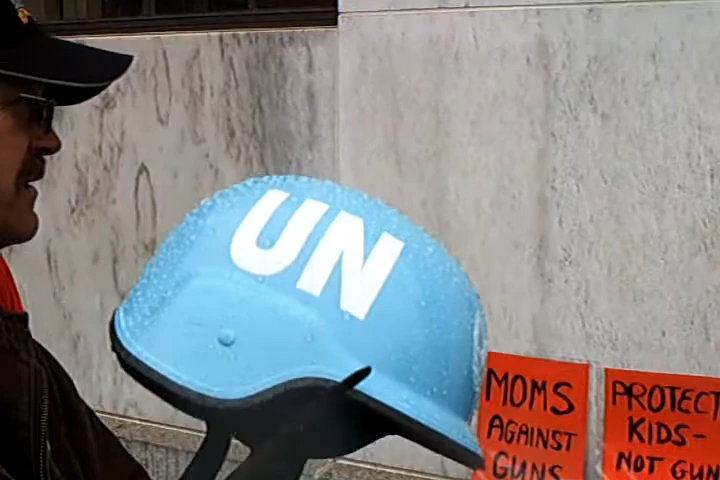 UN
MOMS
AGAINST
GUNS
PROTECT
KIDS-
NOT GUN